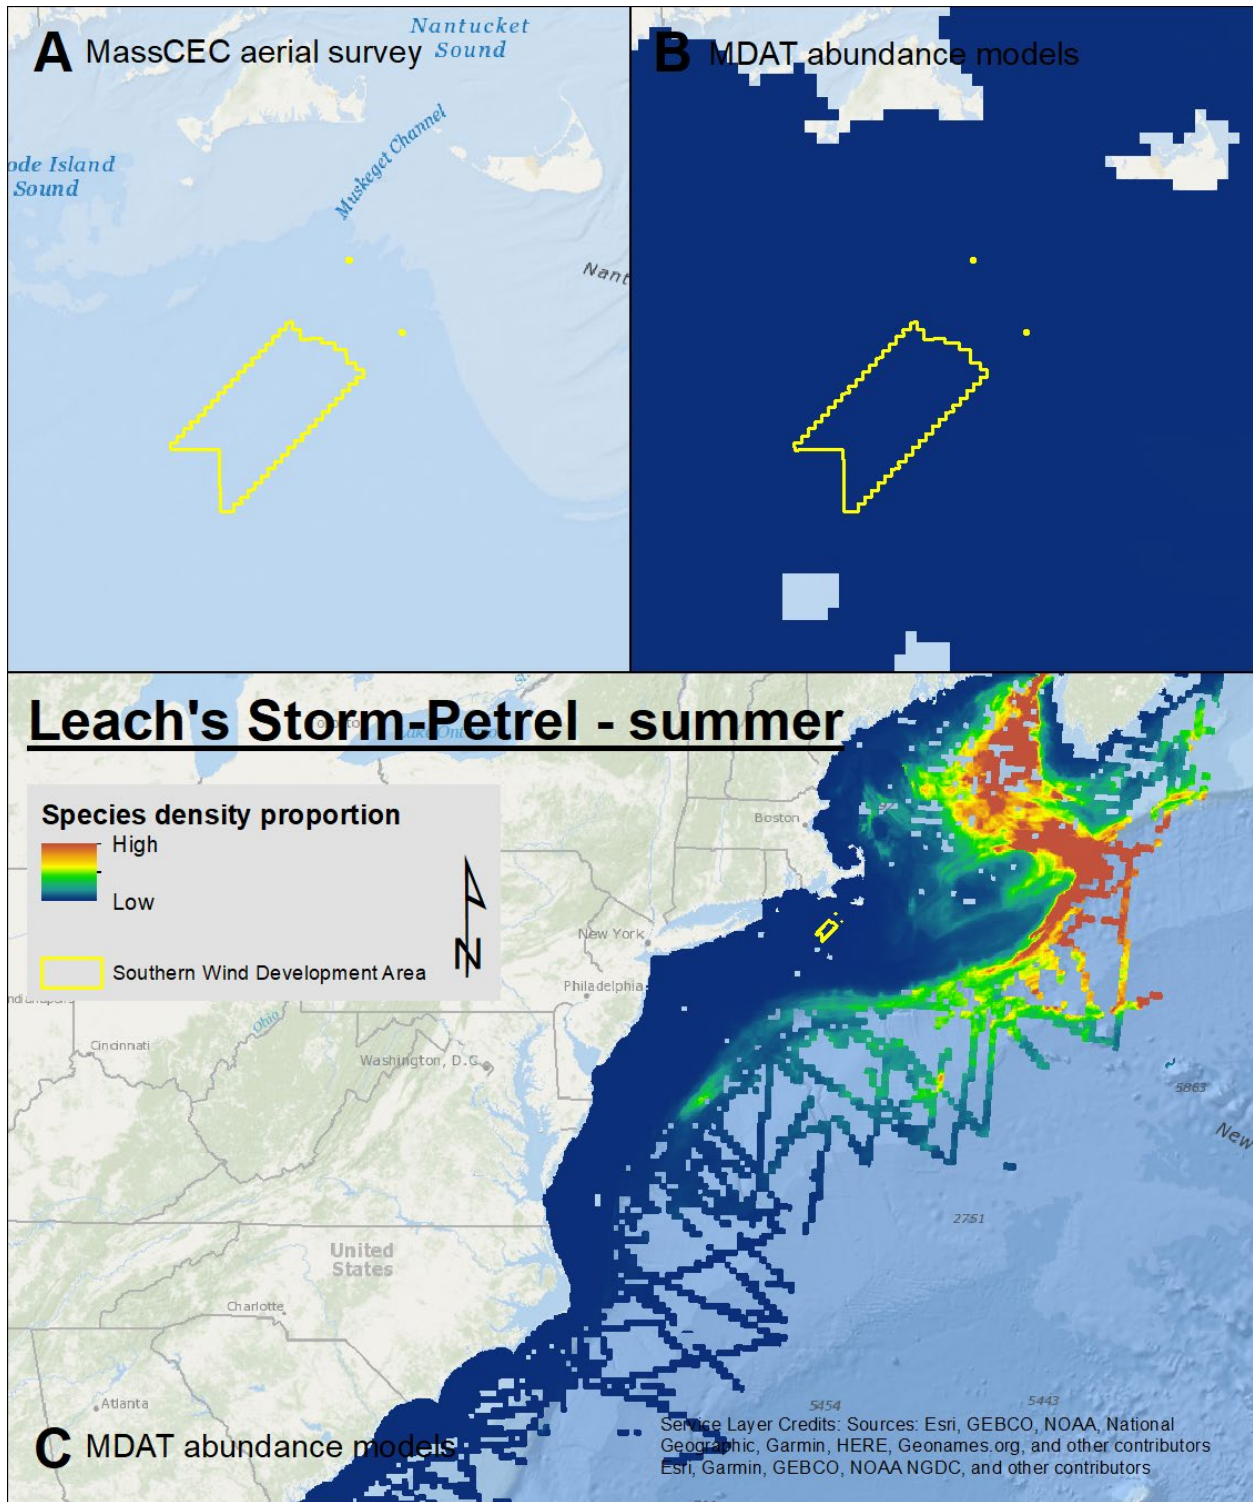 A MassCEC aerial survey
Nantucket
Sound
Muskeget Channel
ode Island
Sound
Nant
B MDAT abundance models
Leach's Storm-Petrel - summer
Lake Ontario
Species density proportion
High
Low
N
Southern Wind Development Area
Boston
New York
Philadelphia
Ohio
Cincinnati
Washington, D.C.
5863
New
2751
United
States
Charlotte
Atlanta
5443
5454
C MDAT abundance models
Service Layer Credits: Sources: Esri, GEBCO, NOAA, National
Geographic, Garmin, HERE, Geonames.org, and other contributors
Esri, Garmin, GEBCO, NOAA NGDC, and other contributors